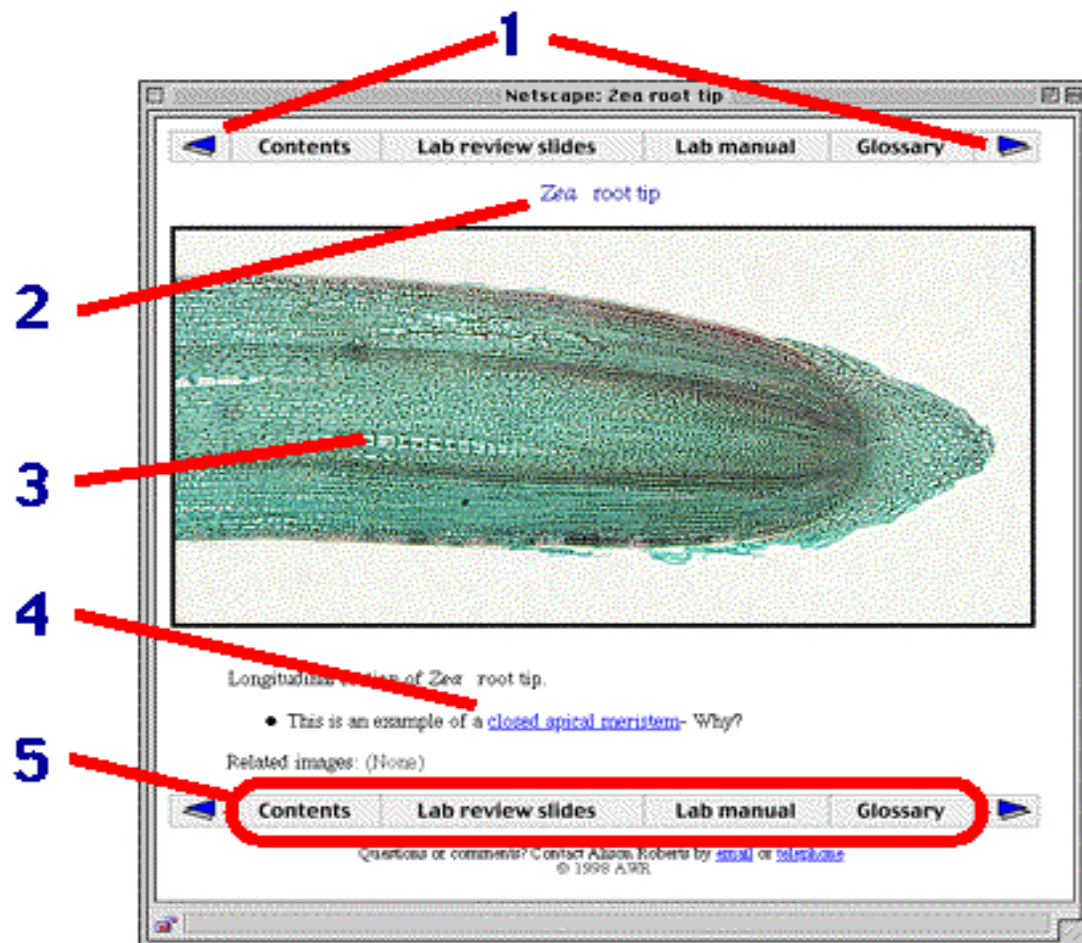 1
Netscape: Zea root tip
Contents Lab review slides Lab manual Glossary
Zea root tip
2
3
4
Longitudinal section of Zea root tip.
• This is an example of a closed apical meristem- Why?
5
Related images: (None)
Contents Lab review slides Lab manual Glossary
Questions or comments? Contact Alison Roberts by email or telephone
© 1998 AWR